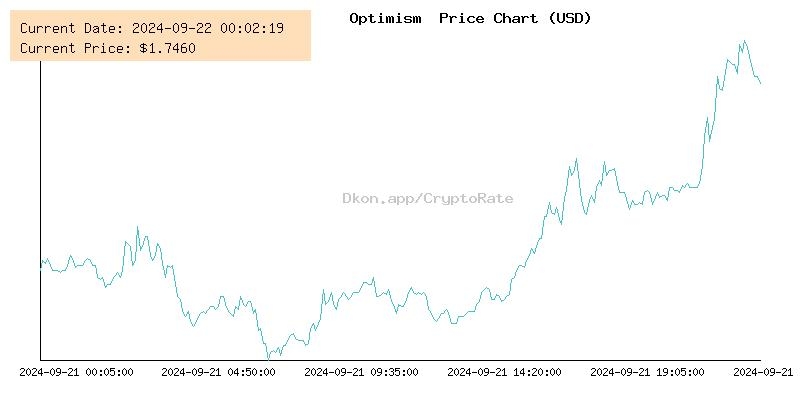 Optimism Price Chart (USD)
Current Date: 2024-09-22 00:02:19
Current Price: $1.7460
Dkon.app/CryptoRate
2024-09-21 00:05:00 2024-09-21 04:50:00 2024-09-21 09:35:00 2024-09-21 14:20:00 2024-09-21 19:05:00 2024-09-21